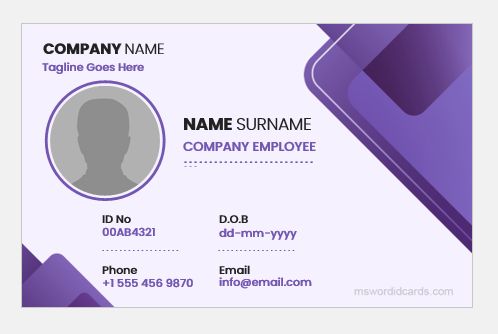 COMPANY NAME
Tagline Goes Here
NAME SURNAME
COMPANY EMPLOYEE
ID No
00AB4321
D.O.B
dd-mm-yyyy
Phone
+1 555 456 9870
Email
info@email.com
mswordidcards.com